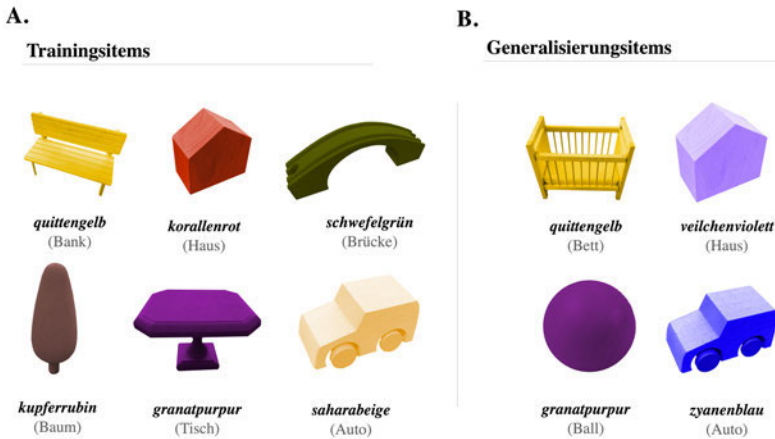 A.
Trainingsitems
quittengelb
(Bank)
korallenrot
(Haus)
schwefelgrün
(Brücke)
kupferrubin
(Baum)
granatpurpur
(Tisch)
saharabeige
(Auto)
B.
Generalisierungsitems
quittengelb
(Bett)
veilchenviolett
(Haus)
granatpurpur
(Ball)
zyanenblau
(Auto)